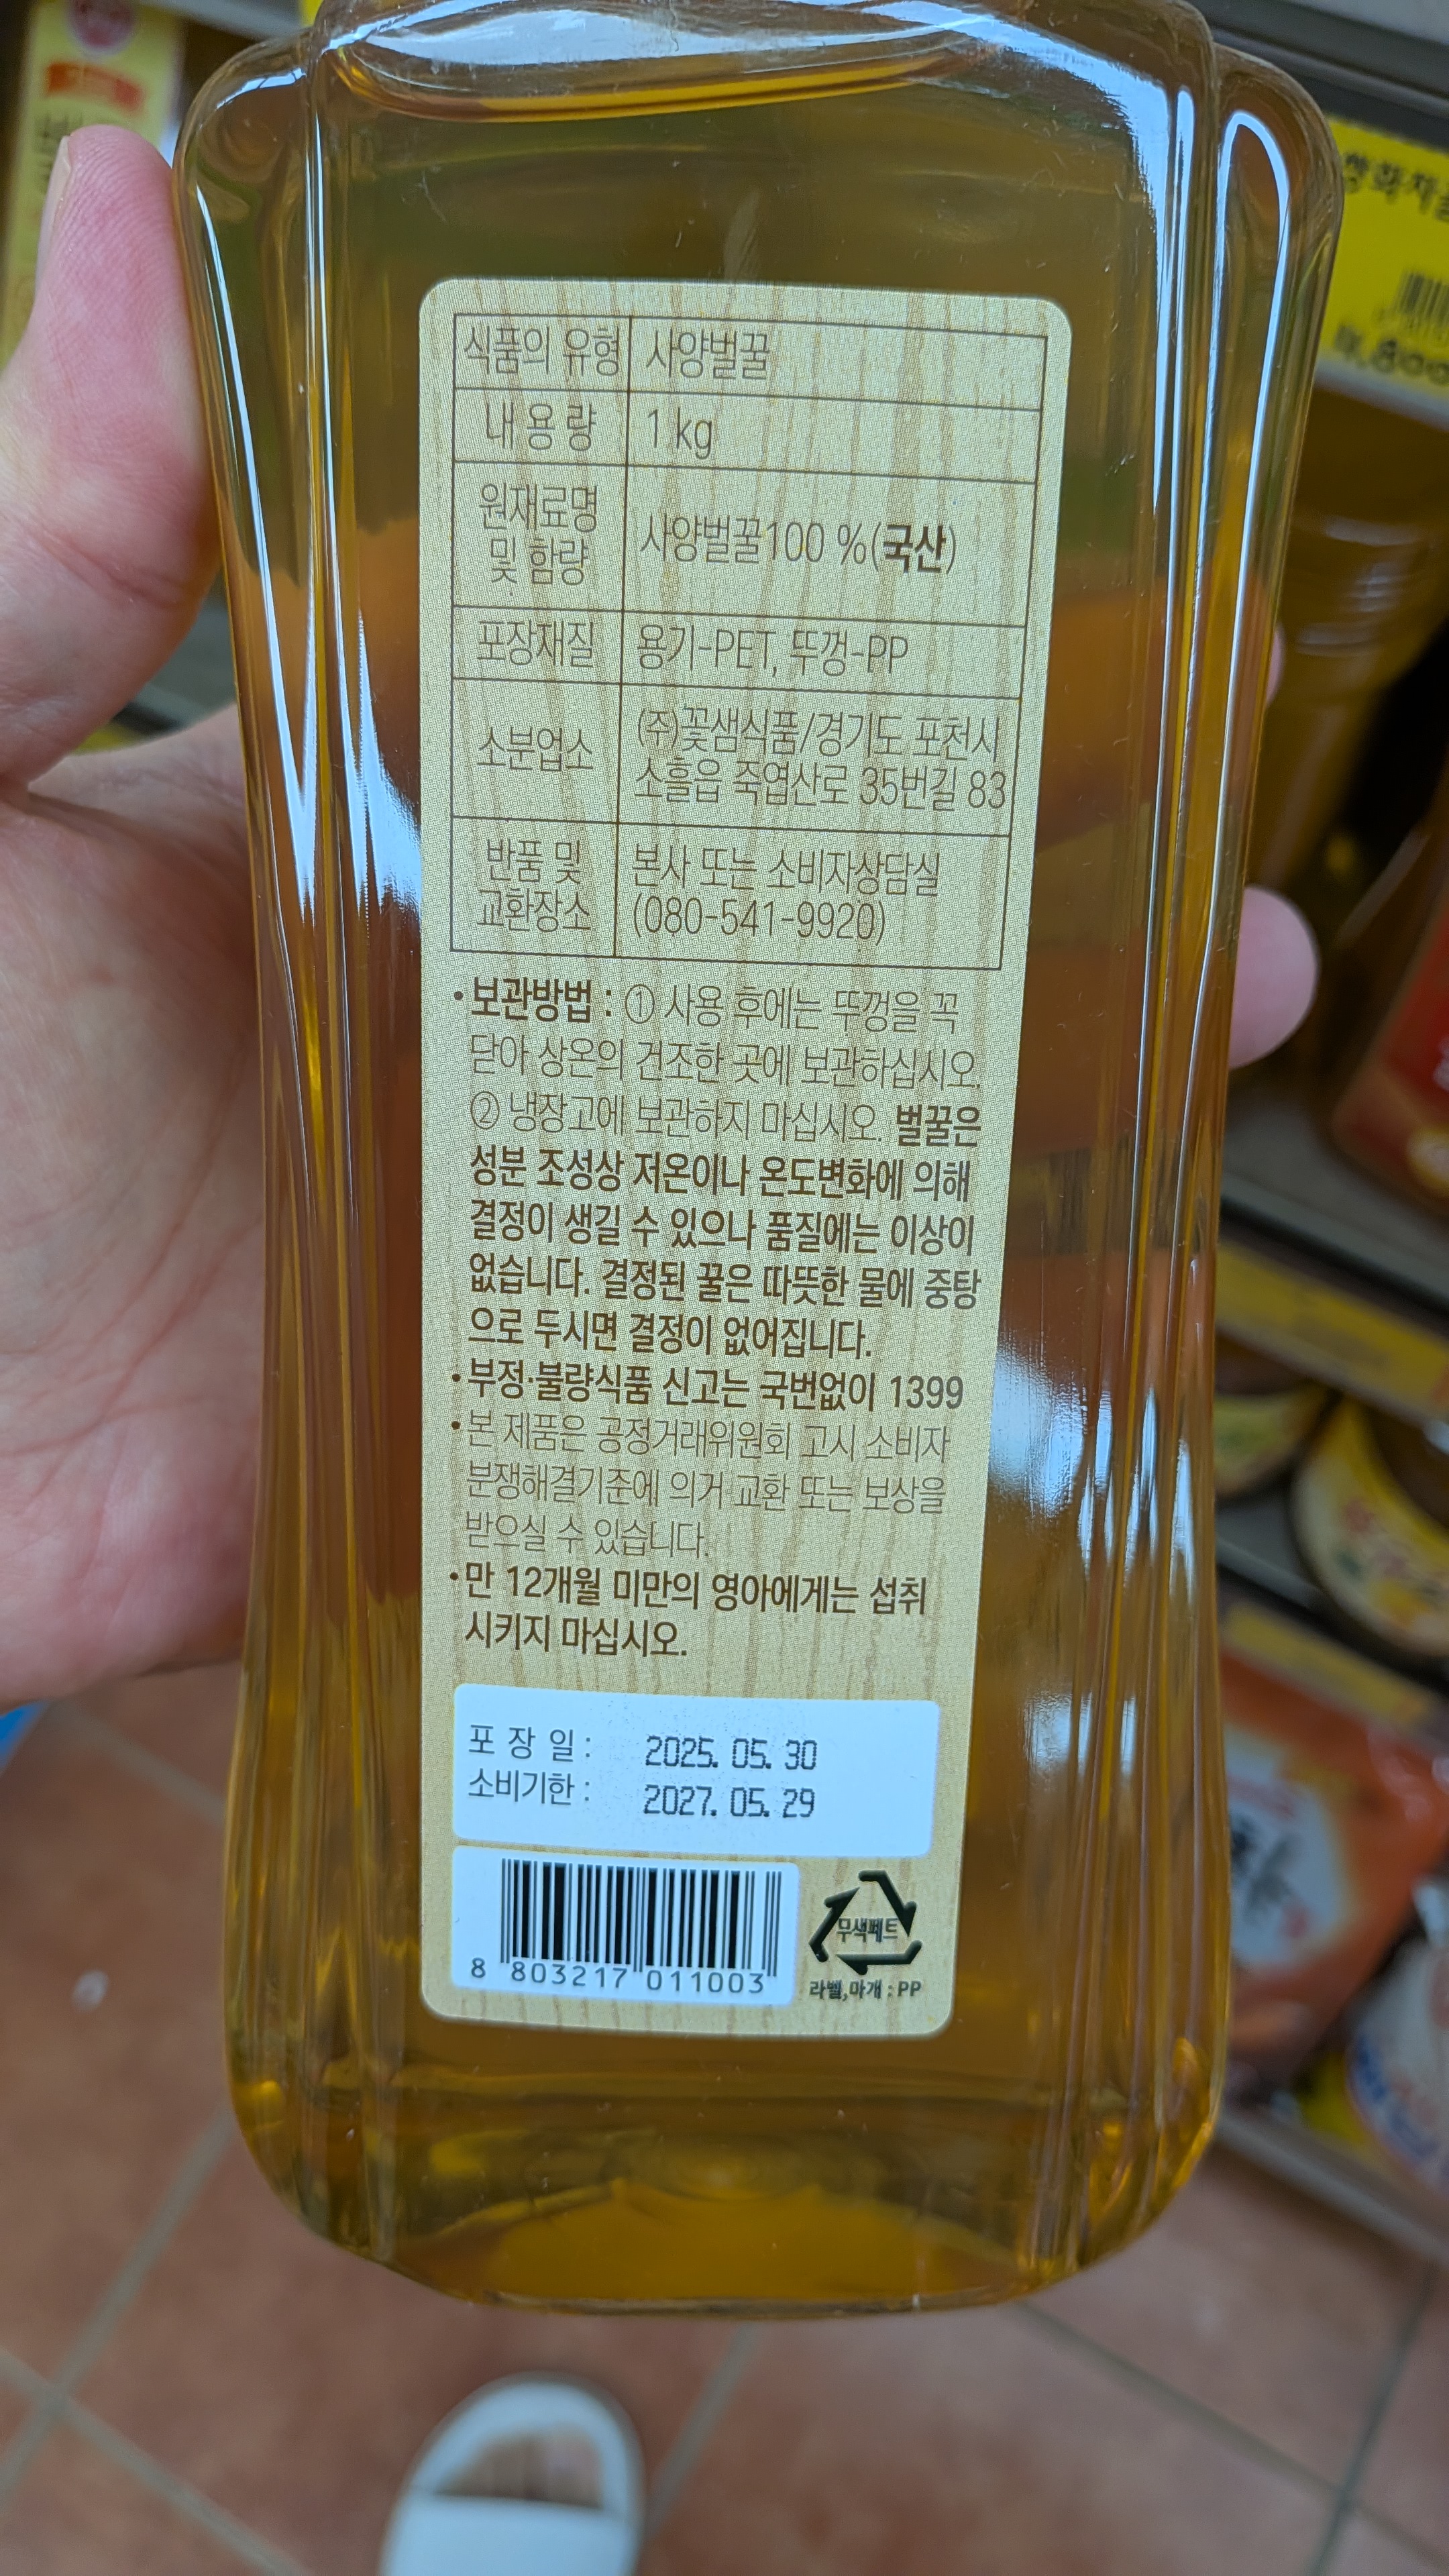 식품의 유형 사양벌꿀
내 용 량 1 kg
원재료명
및 함량
사양벌꿀100 %(국산)
포장재질 용기-PET, 뚜껑-PP
소분업소
(주)꽃샘식품/경기도 포천시
소흘읍 죽엽산로 35번길 83
반품 및
교환장소
본사 또는 소비자상담실
(080-541-9920)
•보관방법 : ① 사용 후에는 뚜껑을 꼭
닫아 상온의 건조한 곳에 보관하십시오.
② 냉장고에 보관하지 마십시오. 벌꿀은
성분 조성상 저온이나 온도변화에 의해
결정이 생길 수 있으나 품질에는 이상이
없습니다. 결정된 꿀은 따뜻한 물에 중탕
으로 두시면 결정이 없어집니다.
•부정·불량식품 신고는 국번없이 1399
•본 제품은 공정거래위원회 고시 소비자
분쟁해결기준에 의거 교환 또는 보상을
받으실 수 있습니다.
•만 12개월 미만의 영아에게는 섭취
시키지 마십시오.
포 장 일 : 2025. 05. 30
소비기한 : 2027. 05. 29
8 803217 011003
무색페트
라벨,마개 : PP